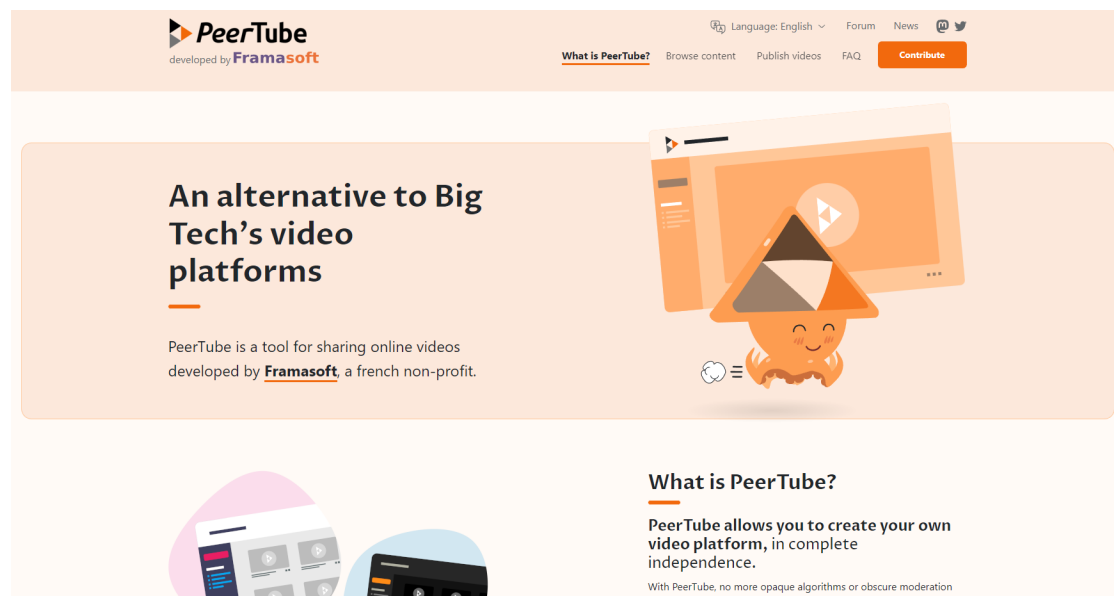 PeerTube
developed by Framasoft
Language: English
Forum
News
What is PeerTube?
Browse content
Publish videos
FAQ
Contribute
An alternative to Big
Tech's video
platforms
PeerTube is a tool for sharing online videos
developed by Framasoft, a french non-profit.
What is PeerTube?
PeerTube allows you to create your own
video platform, in complete
independence.
With PeerTube, no more opaque algorithms or obscure moderation